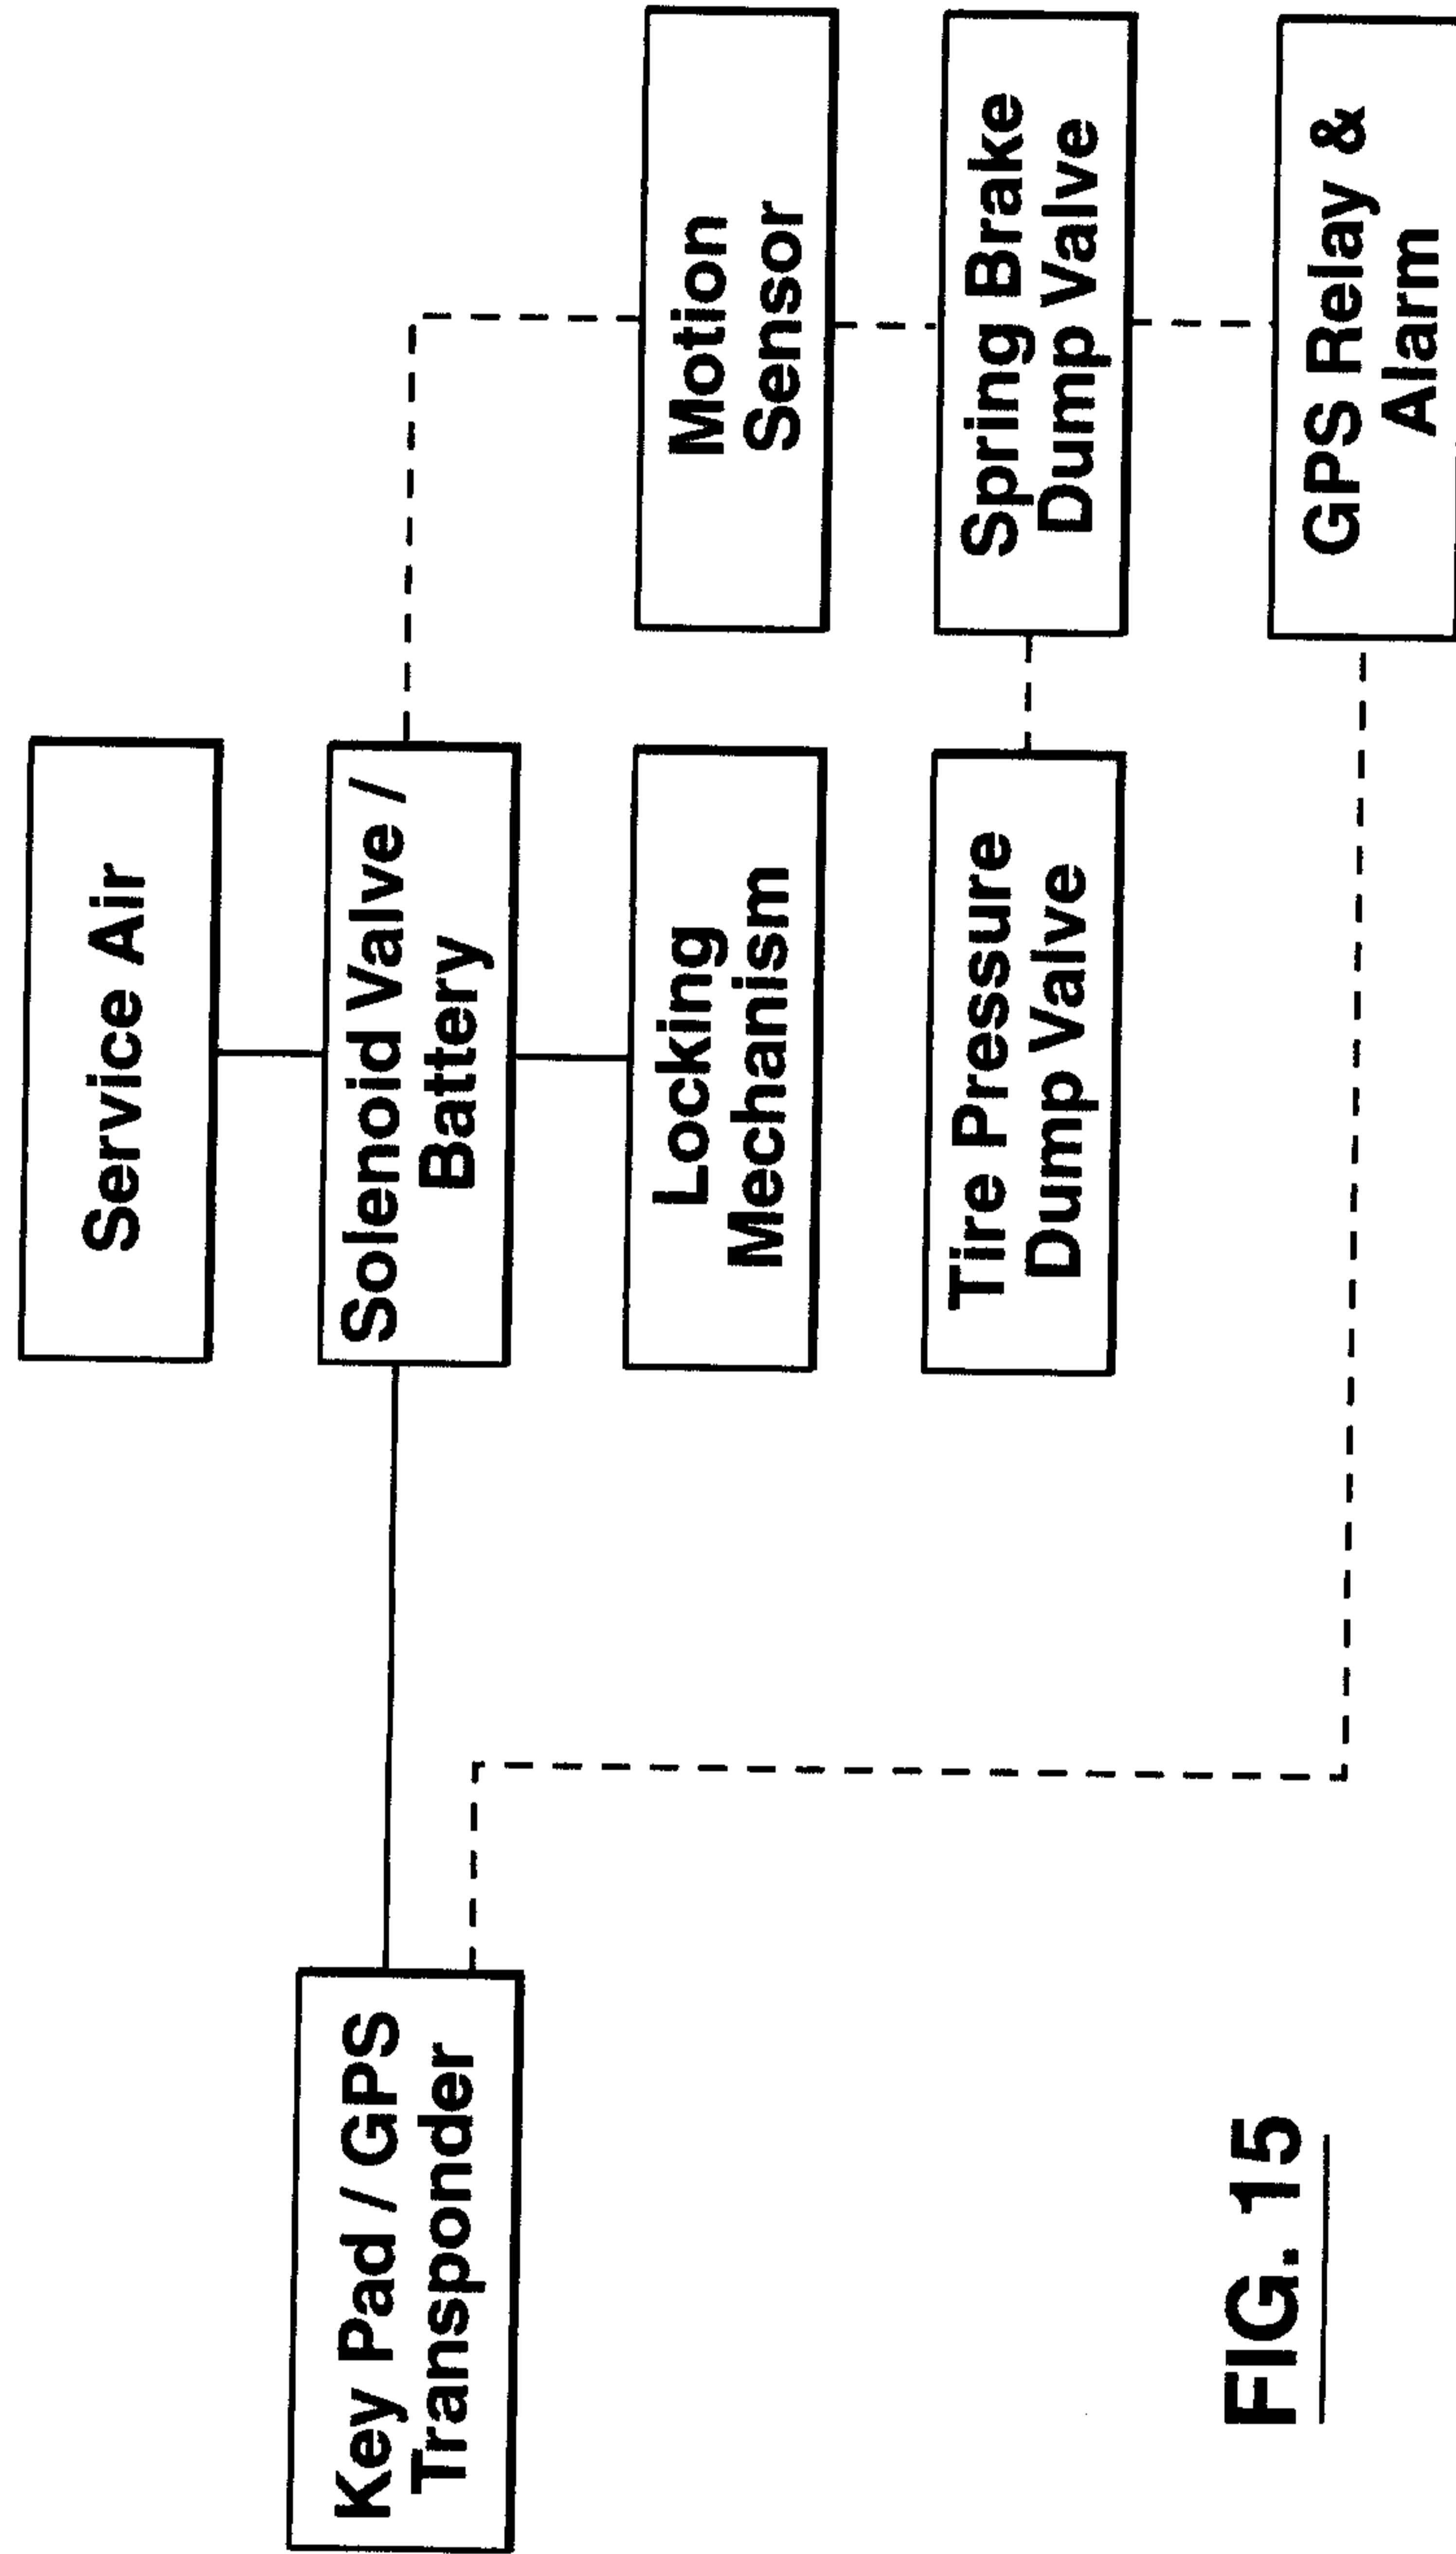 Service Air
Key Pad / GPS
Transponder
Solenoid Valve /
Battery
Locking
Mechanism
Motion
Sensor
Tire Pressure
Dump Valve
Spring Brake
Dump Valve
GPS Relay &
Alarm
FIG. 15